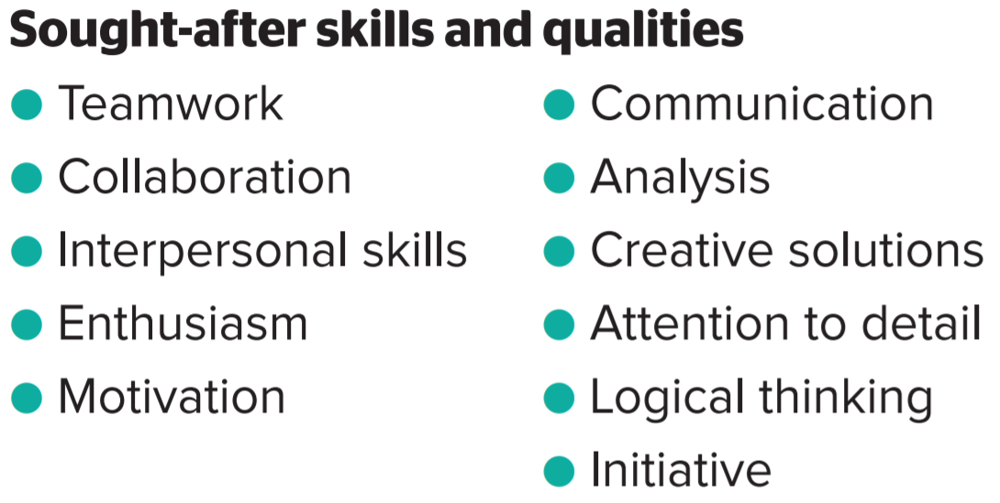 Sought-after skills and qualities
Teamwork
Collaboration
Interpersonal skills
Enthusiasm
Motivation
Communication
Analysis
Creative solutions
Attention to detail
Logical thinking
Initiative